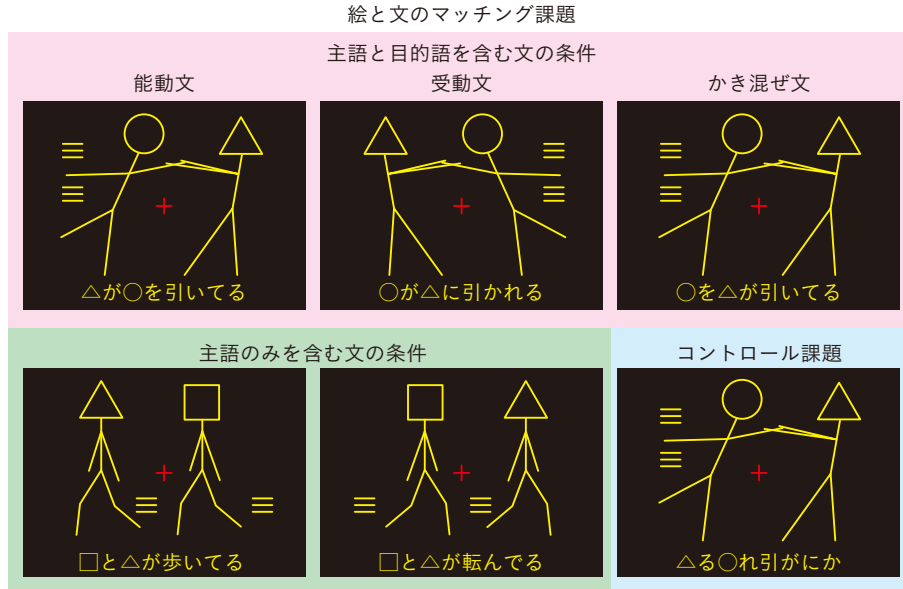 絵と文のマッチング課題
主語と目的語を含む文の条件
能動文
受動文
かき混ぜ文
△が○を引いてる
○が△に引かれる
○を△が引いてる
主語のみを含む文の条件
コントロール課題
□と△が歩いてる
□と△が転んでる
△る○れ引がにか